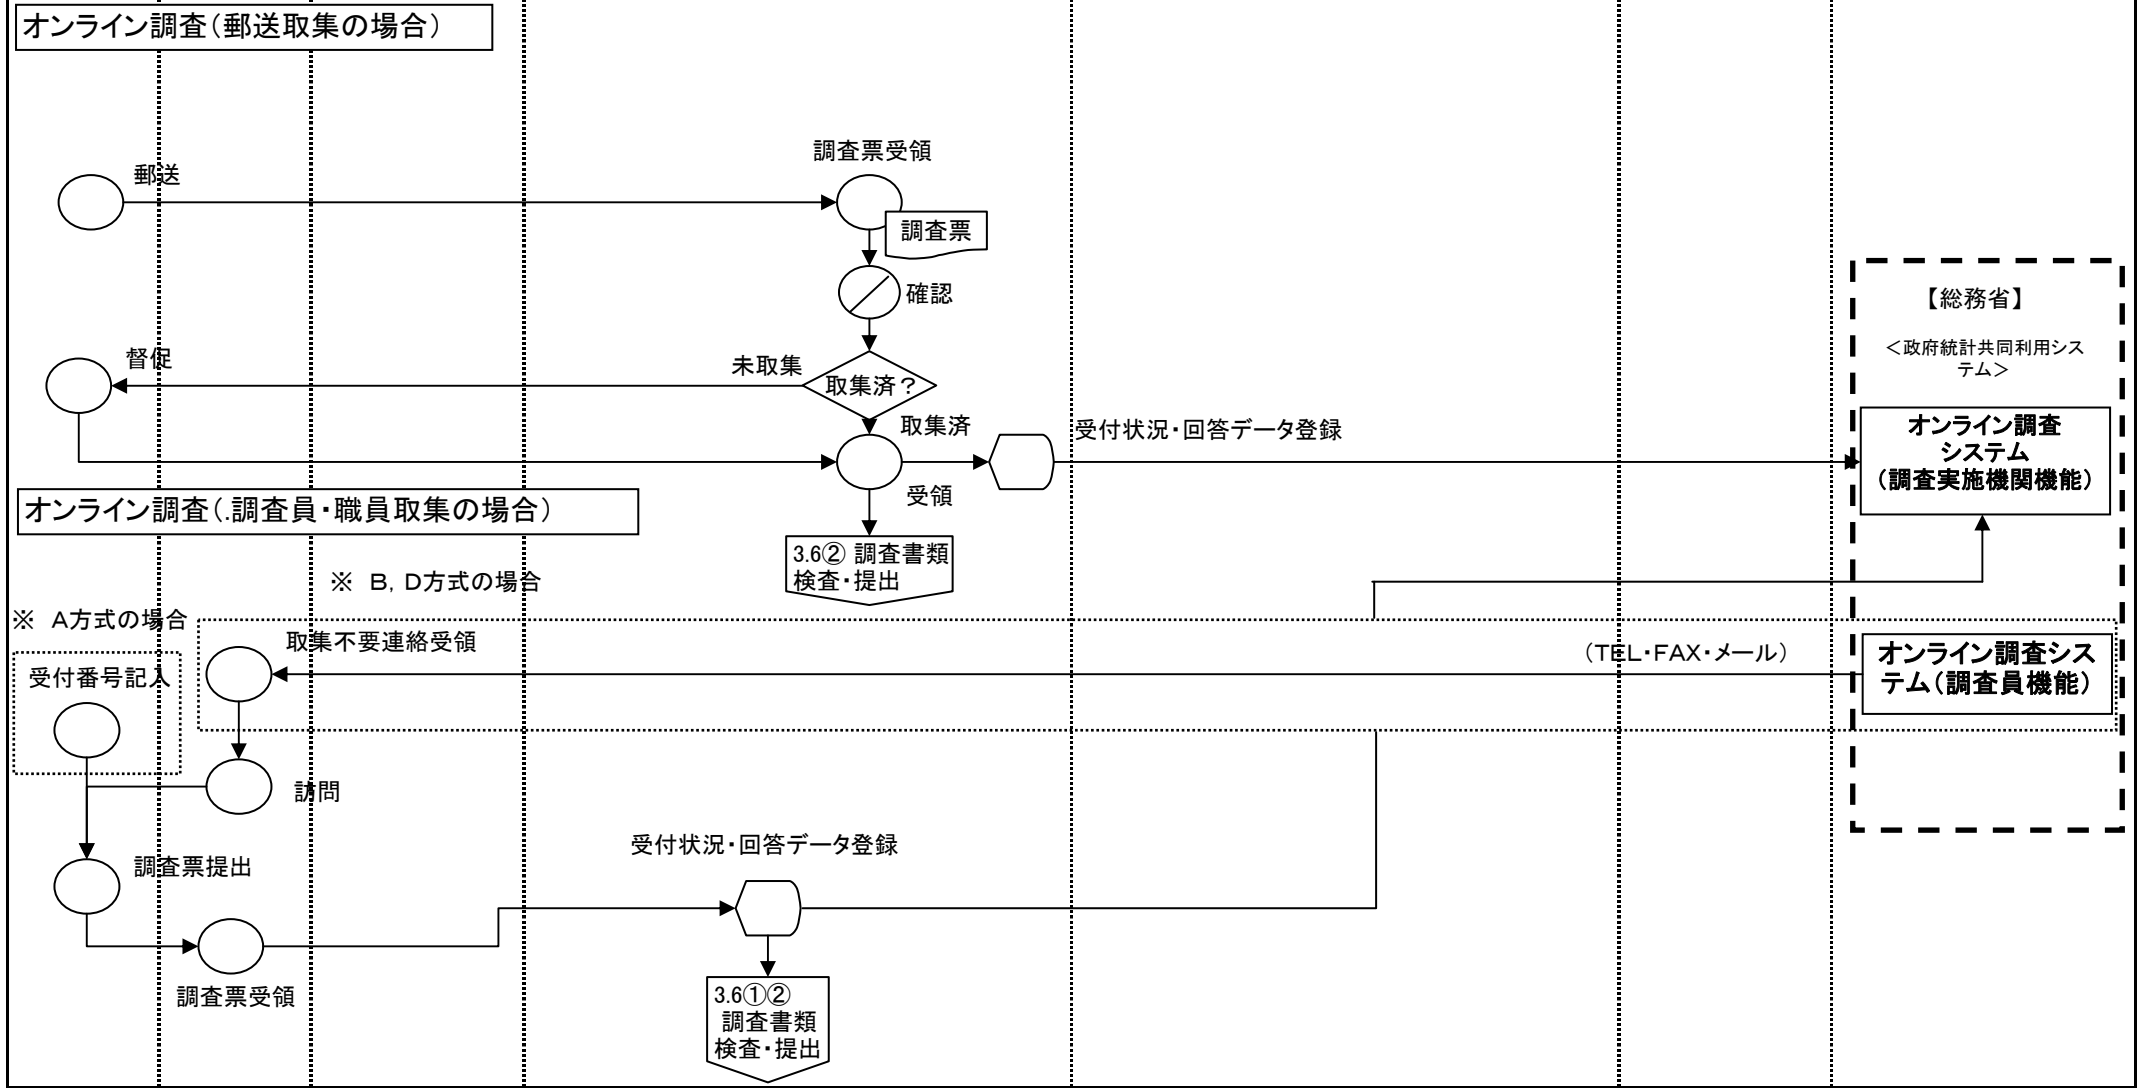 オンライン調査（郵送取集の場合）
郵送
調査票受領
調査票
確認
【総務省】
＜政府統計共同利用シス
テム＞
督促
未取集
取集済？
取集済
受付状況・回答データ登録
オンライン調査
システム
（調査実施機関機能）
受領
オンライン調査（.調査員・職員取集の場合）
3.6② 調査書類
検査・提出
※　Ｂ，Ｄ方式の場合
※　Ａ方式の場合
取集不要連絡受領
（TEL・FAX・メール）
オンライン調査シス
テム（調査員機能）
受付番号記入
訪問
受付状況・回答データ登録
調査票提出
調査票受領
3.6①②
調査書類
検査・提出